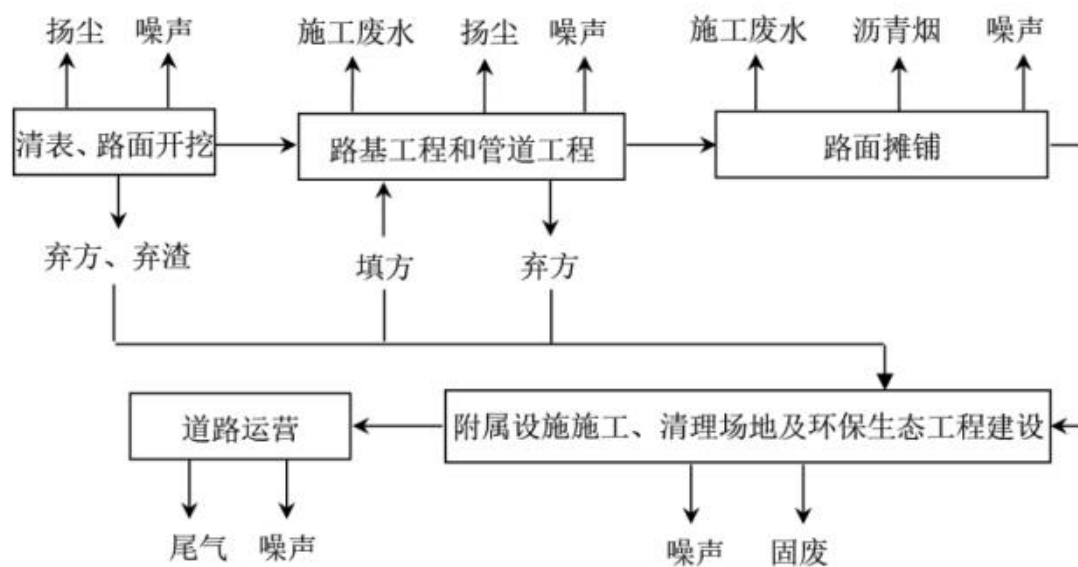 扬尘 噪声 施工废水 扬尘 噪声 施工废水 沥青烟 噪声
清表、路面开挖 路基工程和管道工程 路面摊铺
弃方、弃渣 填方 弃方
道路运营 附属设施施工、清理场地及环保生态工程建设
尾气 噪声 噪声 固废